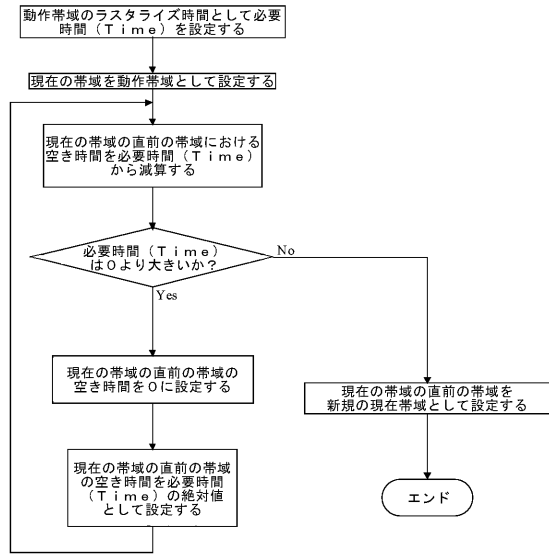 動作帯域のラスタライズ時間として必要
時間（Ｔｉｍｅ）を設定する
現在の帯域を動作帯域として設定する
現在の帯域の直前の帯域における
空き時間を必要時間（Ｔｉｍｅ）
から減算する
必要時間（Ｔｉｍｅ）
は０より大きいか？
No
Yes
現在の帯域の直前の帯域の
空き時間を０に設定する
現在の帯域の直前の帯域を
新規の現在帯域として設定する
現在の帯域の直前の帯域
の空き時間を必要時間
（Ｔｉｍｅ）の絶対値
として設定する
エンド